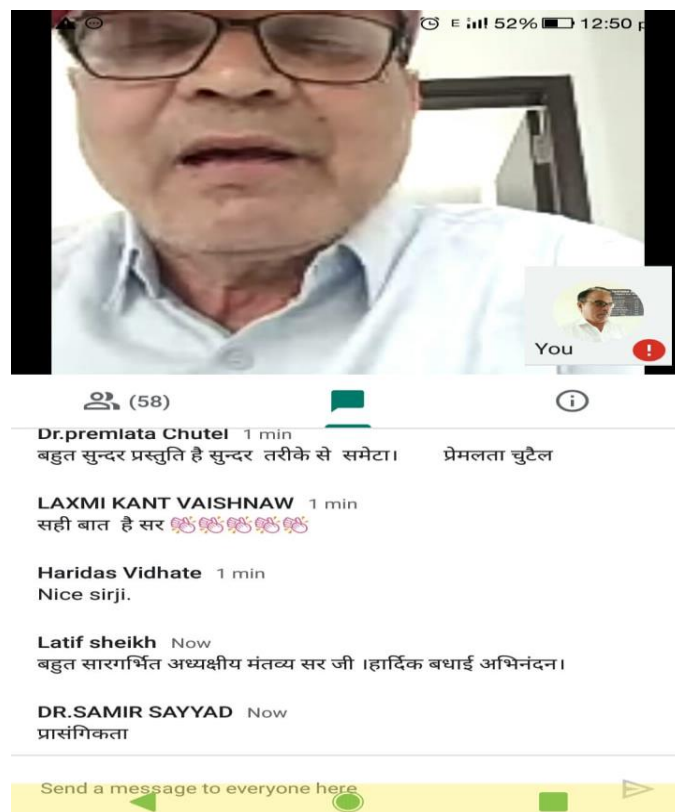 E 52% 12:50 p
You
(58)
Dr.premlata Chutel 1 min
बहुत सुन्दर प्रस्तुति है सुन्दर तरीके से समेटा। प्रेमलता चुटैल
LAXMI KANT VAISHNAW 1 min
सही बात है सर 👏👏👏👏👏
Haridas Vidhate 1 min
Nice sirji.
Latif sheikh Now
बहुत सारगर्भित अध्यक्षीय मंतव्य सर जी ।हार्दिक बधाई अभिनंदन।
DR.SAMIR SAYYAD Now
प्रासंगिकता
Send a message to everyone here